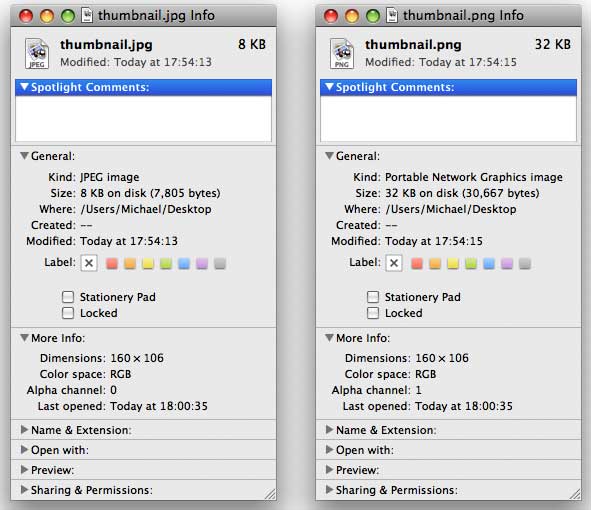 thumbnail.jpg Info
thumbnail.jpg 8 KB
Modified: Today at 17:54:13
JPEG
Spotlight Comments:
General:
Kind: JPEG image
Size: 8 KB on disk (7,805 bytes)
Where: /Users/Michael/Desktop
Created: --
Modified: Today at 17:54:13
Label:
Stationery Pad
Locked
More Info:
Dimensions: 160 × 106
Color space: RGB
Alpha channel: 0
Last opened: Today at 18:00:35
Name & Extension:
Open with:
Preview:
Sharing & Permissions:
thumbnail.png Info
thumbnail.png 32 KB
Modified: Today at 17:54:15
PNG
Spotlight Comments:
General:
Kind: Portable Network Graphics image
Size: 32 KB on disk (30,667 bytes)
Where: /Users/Michael/Desktop
Created: --
Modified: Today at 17:54:15
Label:
Stationery Pad
Locked
More Info:
Dimensions: 160 × 106
Color space: RGB
Alpha channel: 1
Last opened: Today at 18:00:35
Name & Extension:
Open with:
Preview:
Sharing & Permissions: